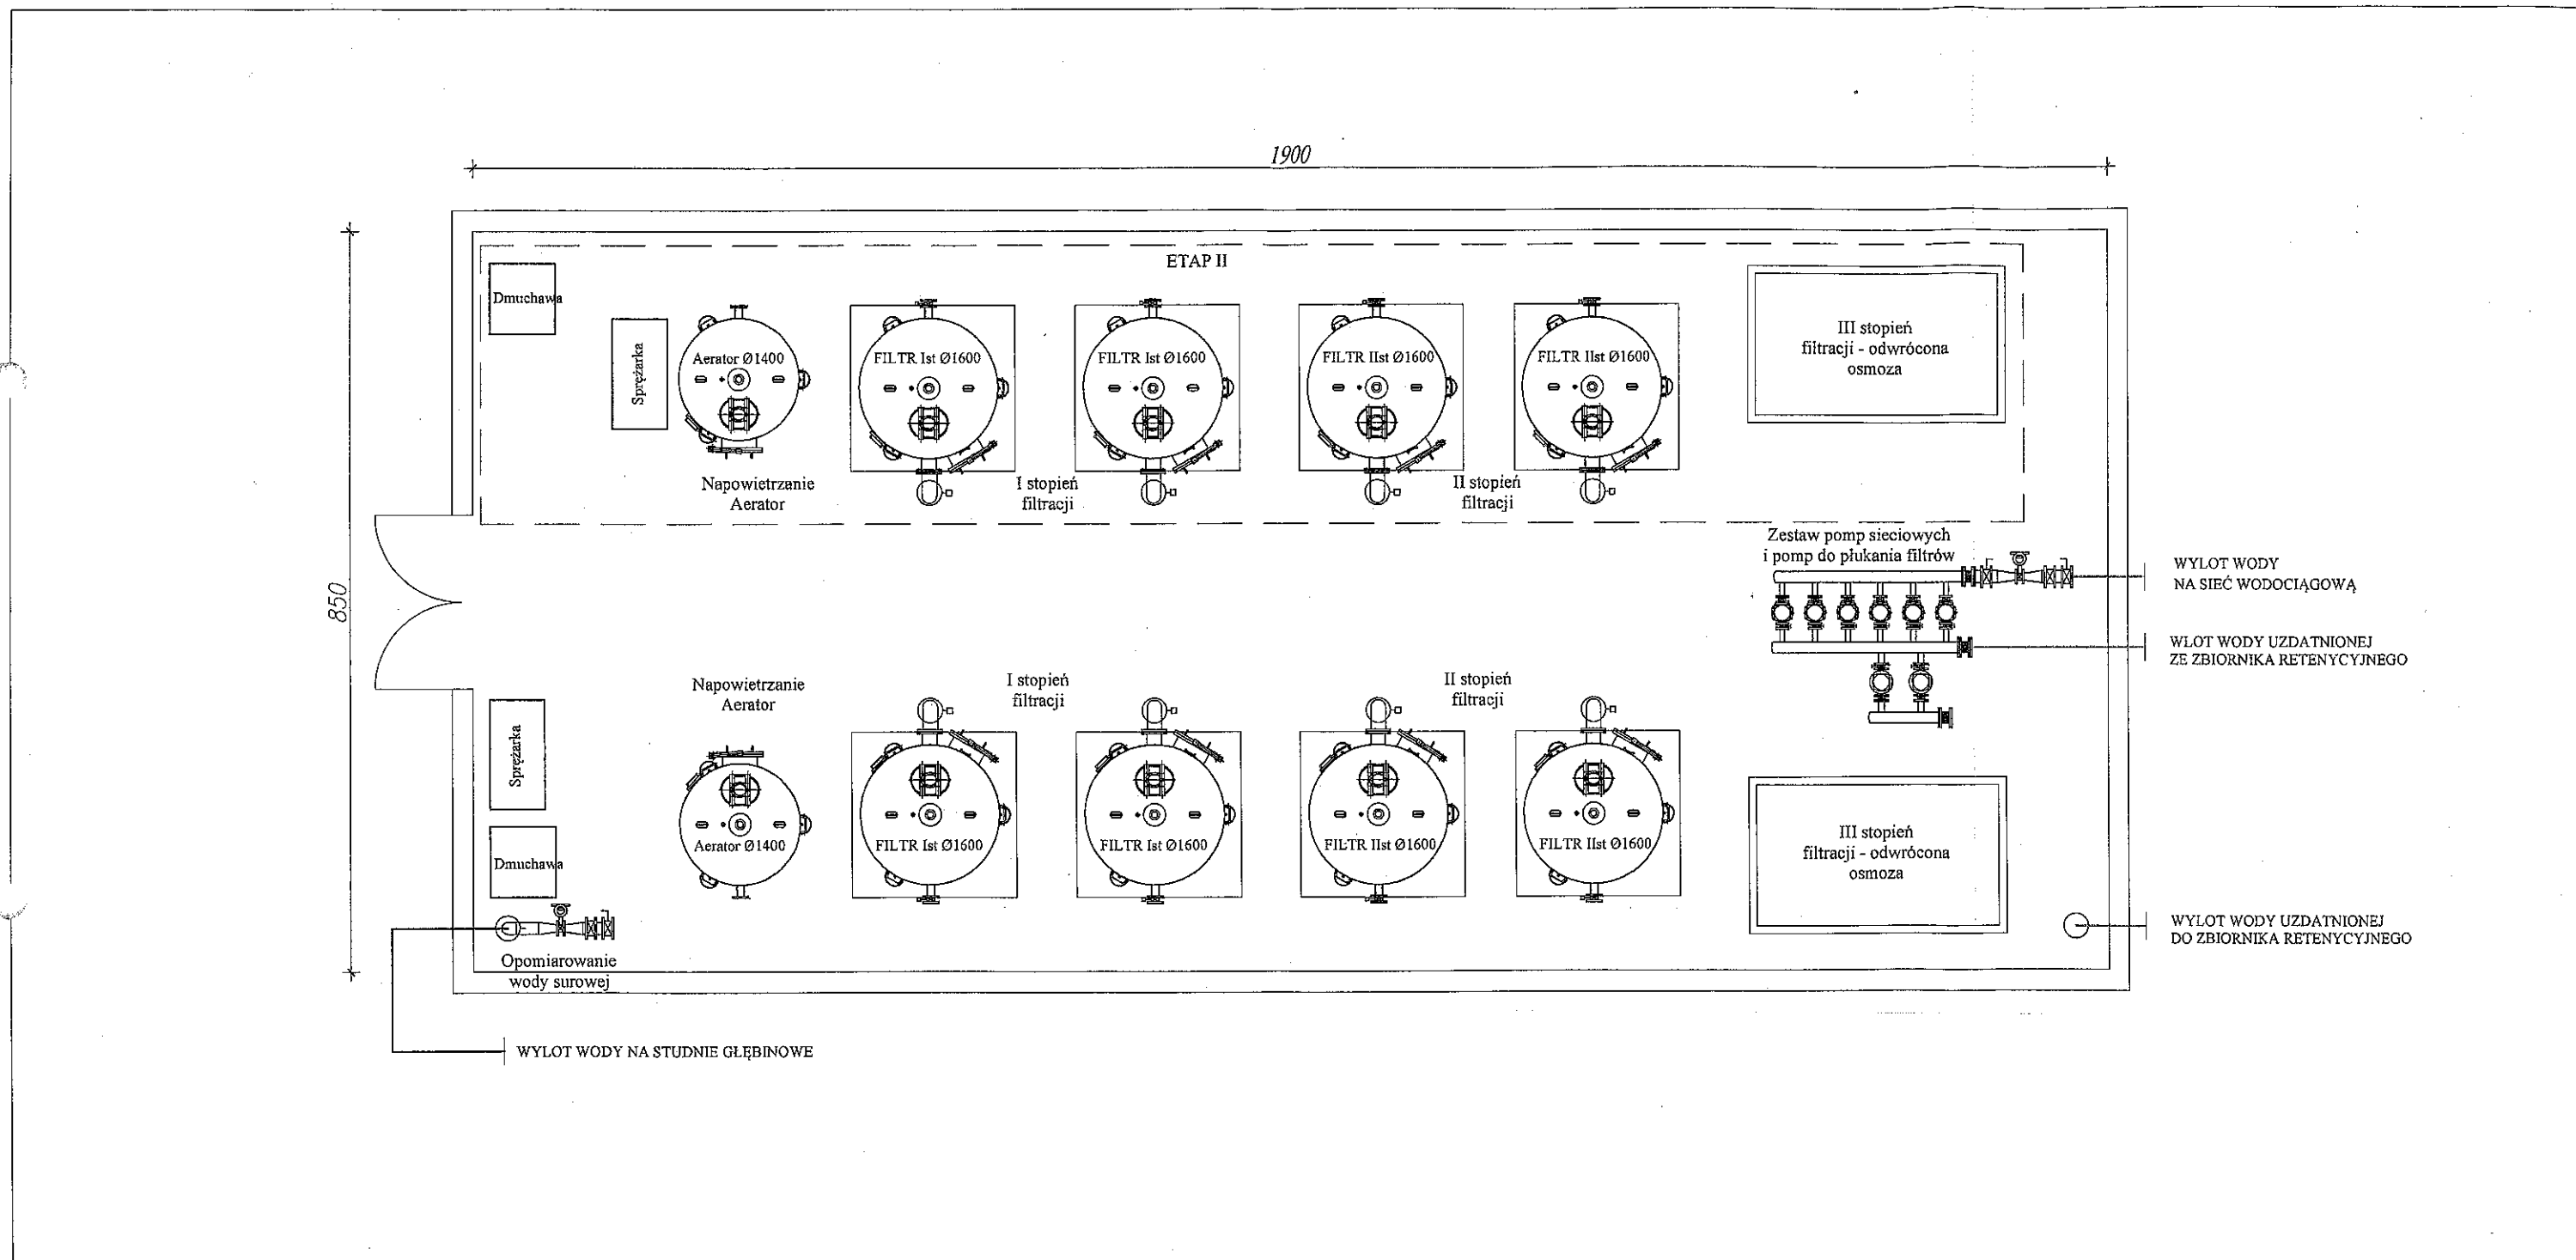 1900
850
ETAP II
Dmuchawa
Sprężarka
Aerator Ø1400
FILTR Ist Ø1600
FILTR Ist Ø1600
FILTR IIst Ø1600
FILTR IIst Ø1600
III stopień
filtracji - odwrócona
osmoza
Napowietrzanie
Aerator
I stopień
filtracji
II stopień
filtracji
Zestaw pomp sieciowych
i pomp do płukania filtrów
WYLOT WODY
NA SIEĆ WODOCIĄGOWĄ
WLOT WODY UZDATNIONEJ
ZE ZBIORNIKA RETENYCYJNEGO
Napowietrzanie
Aerator
I stopień
filtracji
II stopień
filtracji
Sprężarka
Dmuchawa
Aerator Ø1400
FILTR Ist Ø1600
FILTR Ist Ø1600
FILTR IIst Ø1600
FILTR IIst Ø1600
III stopień
filtracji - odwrócona
osmoza
WYLOT WODY UZDATNIONEJ
DO ZBIORNIKA RETENYCYJNEGO
Opomiarowanie
wody surowej
WYLOT WODY NA STUDNIE GŁĘBINOWE